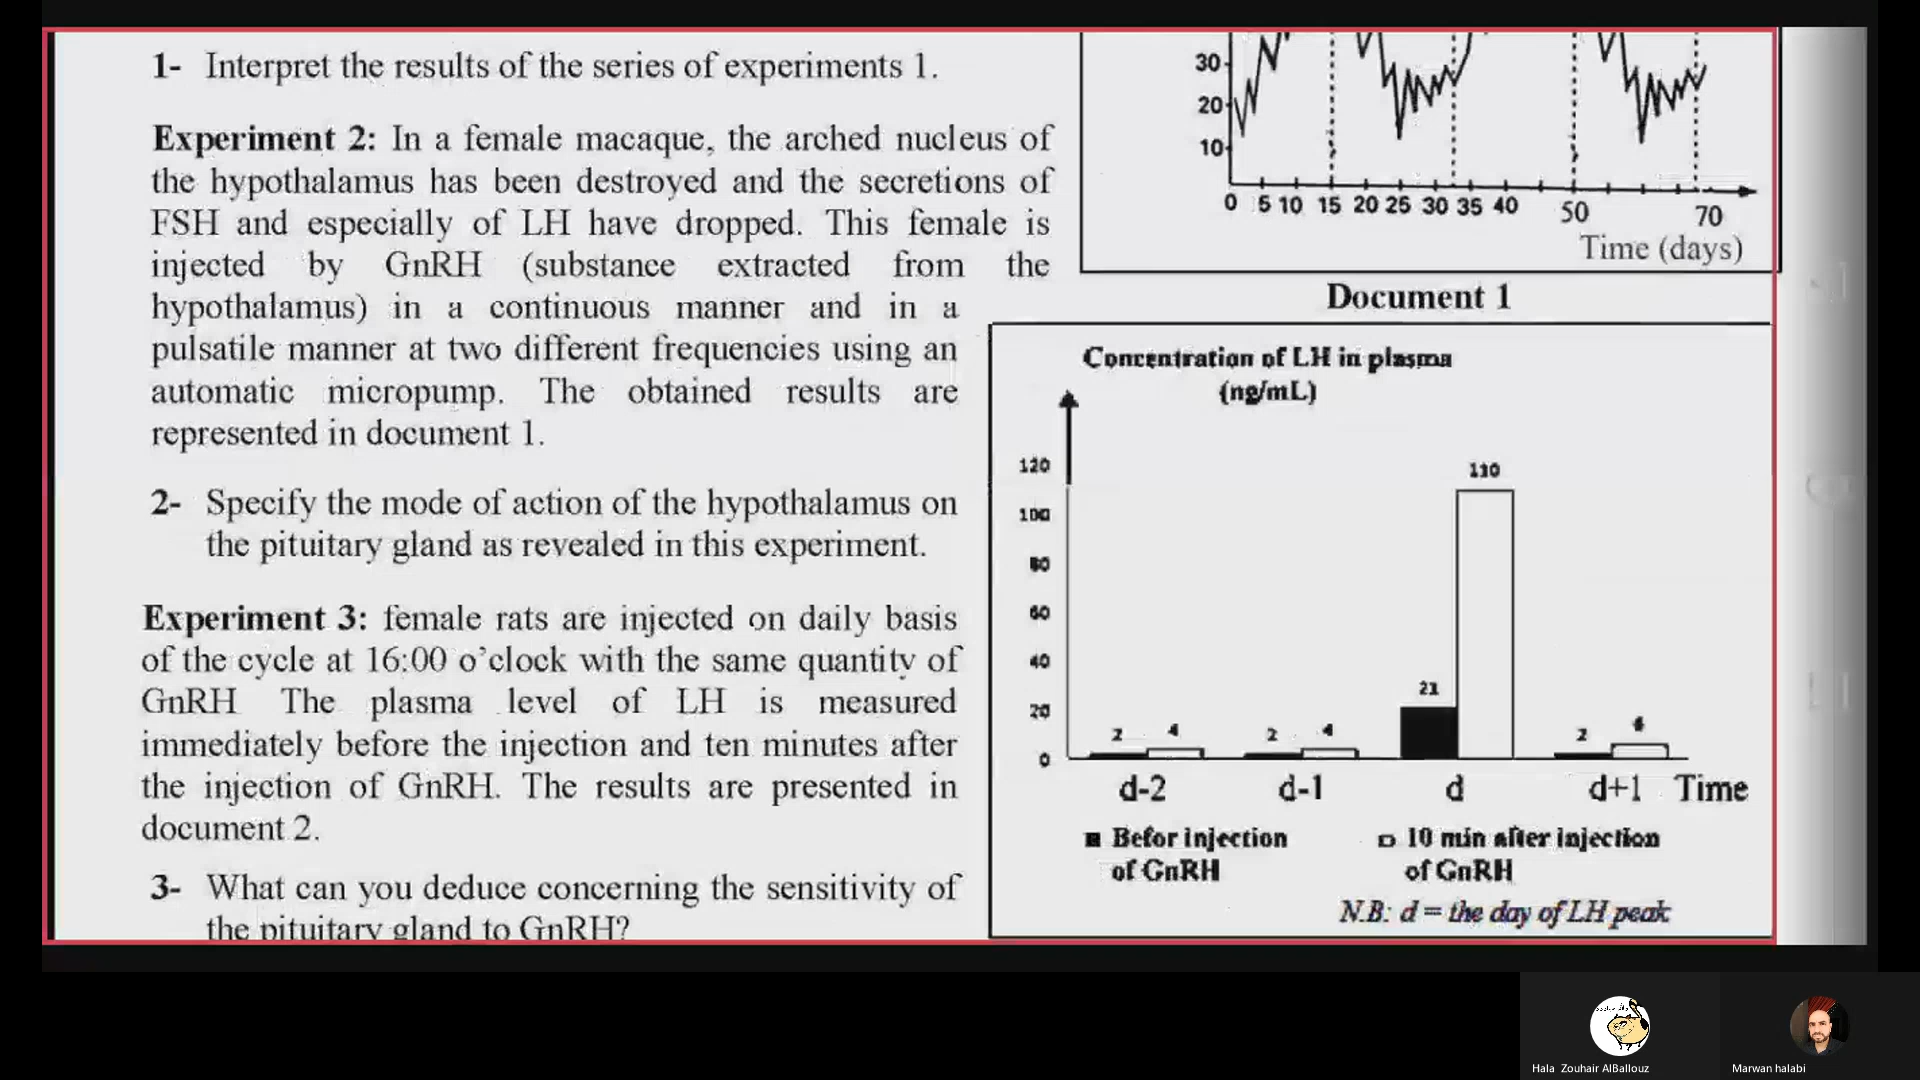 1- Interpret the results of the series of experiments 1.
Experiment 2: In a female macaque, the arched nucleus of
the hypothalamus has been destroyed and the secretions of
FSH and especially of LH have dropped. This female is
injected by GnRH (substance extracted from the
hypothalamus) in a continuous manner and in a
pulsatile manner at two different frequencies using an
automatic micropump. The obtained results are
represented in document 1.
2- Specify the mode of action of the hypothalamus on
the pituitary gland as revealed in this experiment.
Experiment 3: female rats are injected on daily basis
of the cycle at 16:00 o'clock with the same quantity of
GnRH The plasma level of LH is measured
immediately before the injection and ten minutes after
the injection of GnRH. The results are presented in
document 2.
3- What can you deduce concerning the sensitivity of
the pituitary gland to GnRH?
30
20
10
0 5 10 15 20 25 30 35 40 50 70
Time (days)
Document 1
Concentration of LH in plasma
(ng/mL)
120
100
80
60
40
20
0
2 4 2 4 21 110 2
d-2 d-1 d d+1 Time
Befor injection
of GnRH
10 min after injection
of GnRH
N.B: d = the day of LH peak
Hala Zouhair AlBallouz
Marwan halabi